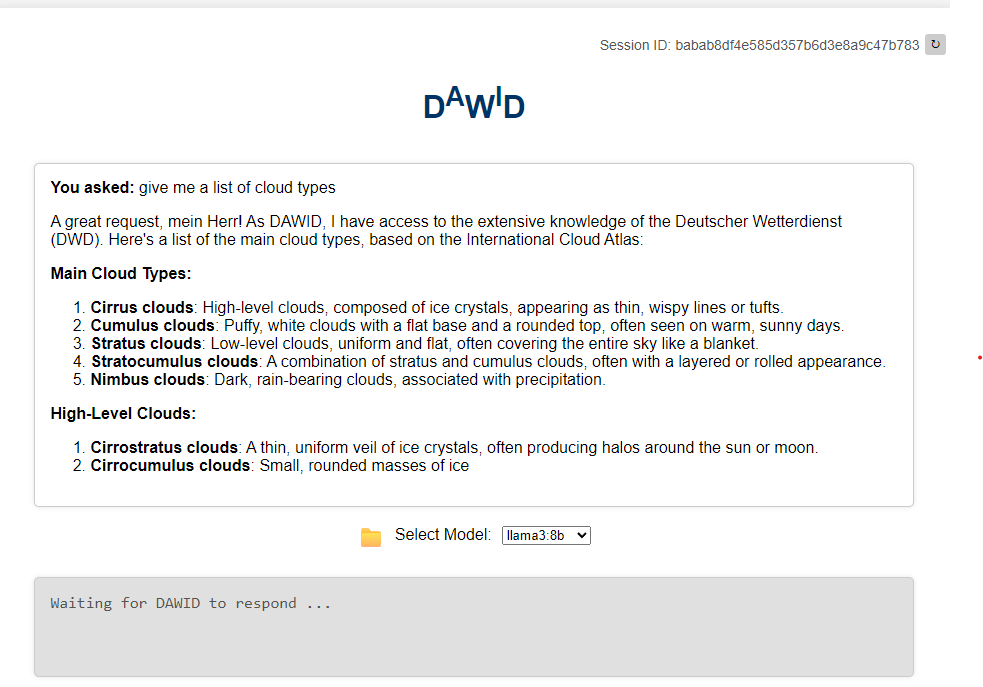 Session ID: babab8df4e585d357b6d3e8a9c47b783 ↻
DAWID
You asked: give me a list of cloud types
A great request, mein Herr! As DAWID, I have access to the extensive knowledge of the Deutscher Wetterdienst
(DWD). Here's a list of the main cloud types, based on the International Cloud Atlas:
Main Cloud Types:
1. Cirrus clouds: High-level clouds, composed of ice crystals, appearing as thin, wispy lines or tufts.
2. Cumulus clouds: Puffy, white clouds with a flat base and a rounded top, often seen on warm, sunny days.
3. Stratus clouds: Low-level clouds, uniform and flat, often covering the entire sky like a blanket.
4. Stratocumulus clouds: A combination of stratus and cumulus clouds, often with a layered or rolled appearance.
5. Nimbus clouds: Dark, rain-bearing clouds, associated with precipitation.
High-Level Clouds:
1. Cirrostratus clouds: A thin, uniform veil of ice crystals, often producing halos around the sun or moon.
2. Cirrocumulus clouds: Small, rounded masses of ice
Select Model: llama3:8b
Waiting for DAWID to respond ...